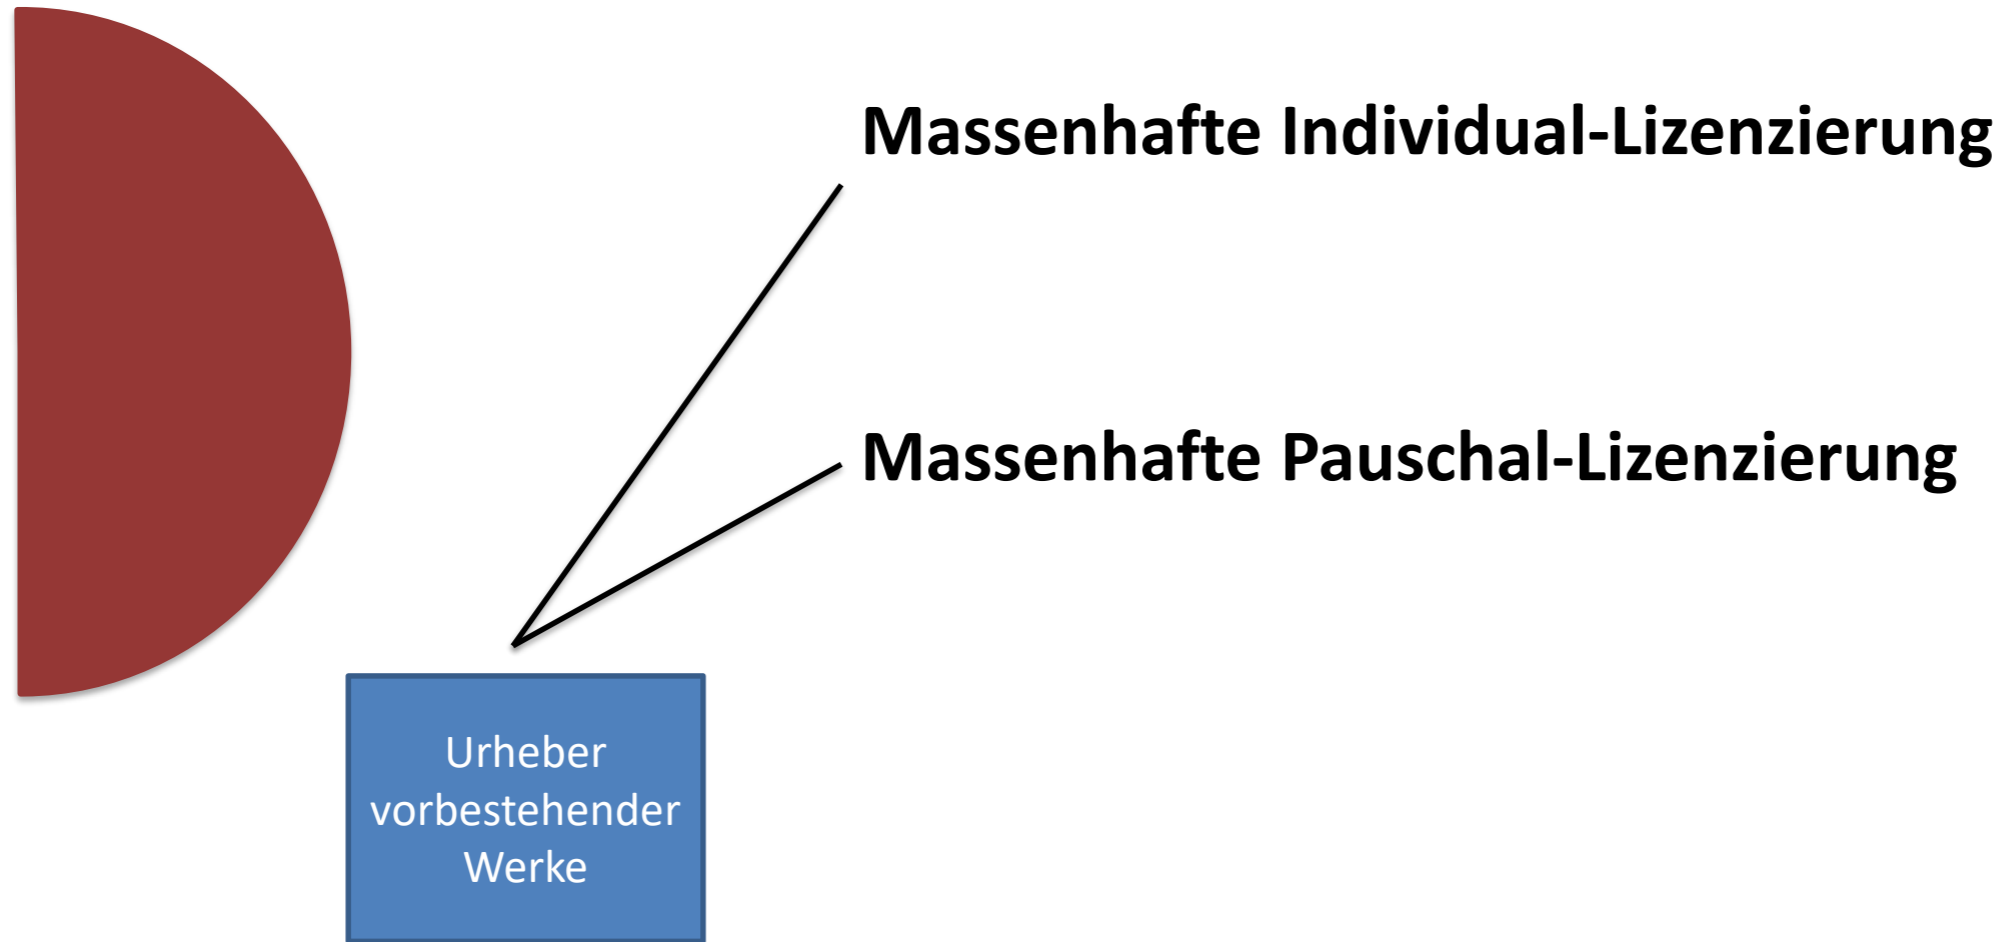 Massenhafte Individual-Lizenzierung
Massenhafte Pauschal-Lizenzierung
Urheber
vorbestehender
Werke